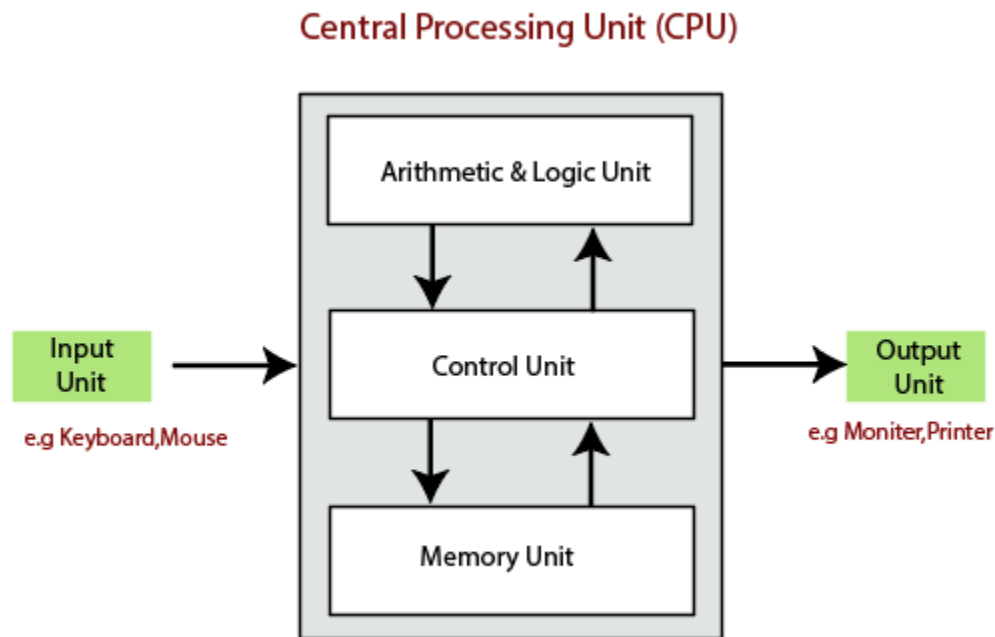 Central Processing Unit (CPU)
Arithmetic & Logic Unit
Input
Unit
Control Unit
Output
Unit
e.g Keyboard,Mouse
e.g Moniter,Printer
Memory Unit